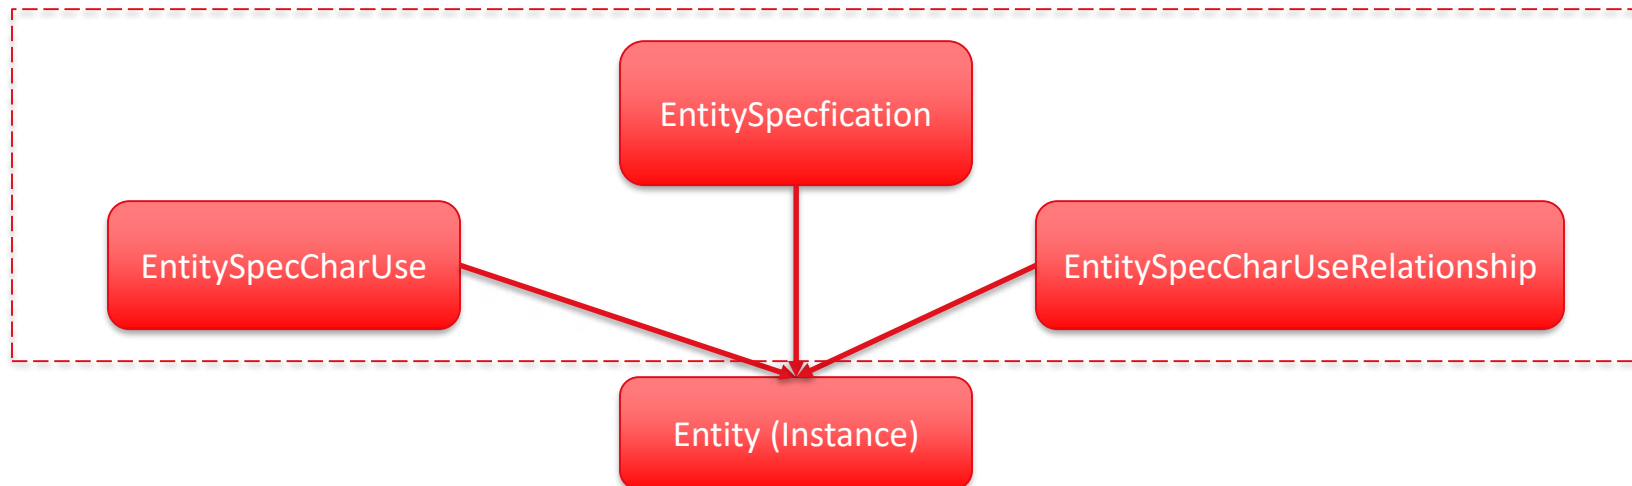 EntitySpecfication
EntitySpecCharUse
EntitySpecCharUseRelationship
Entity (Instance)